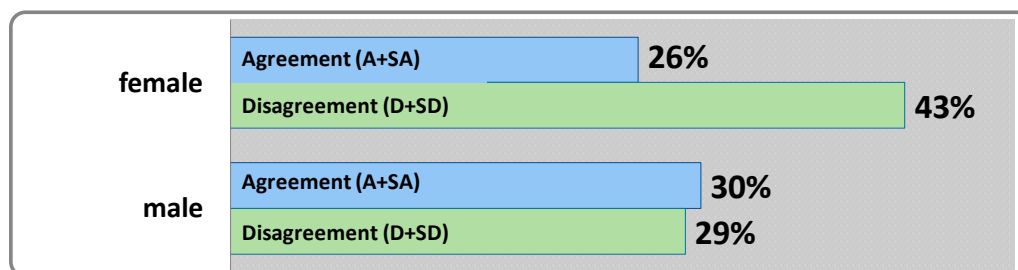 female
Agreement (A+SA) 26%
Disagreement (D+SD) 43%
male
Agreement (A+SA) 30%
Disagreement (D+SD) 29%